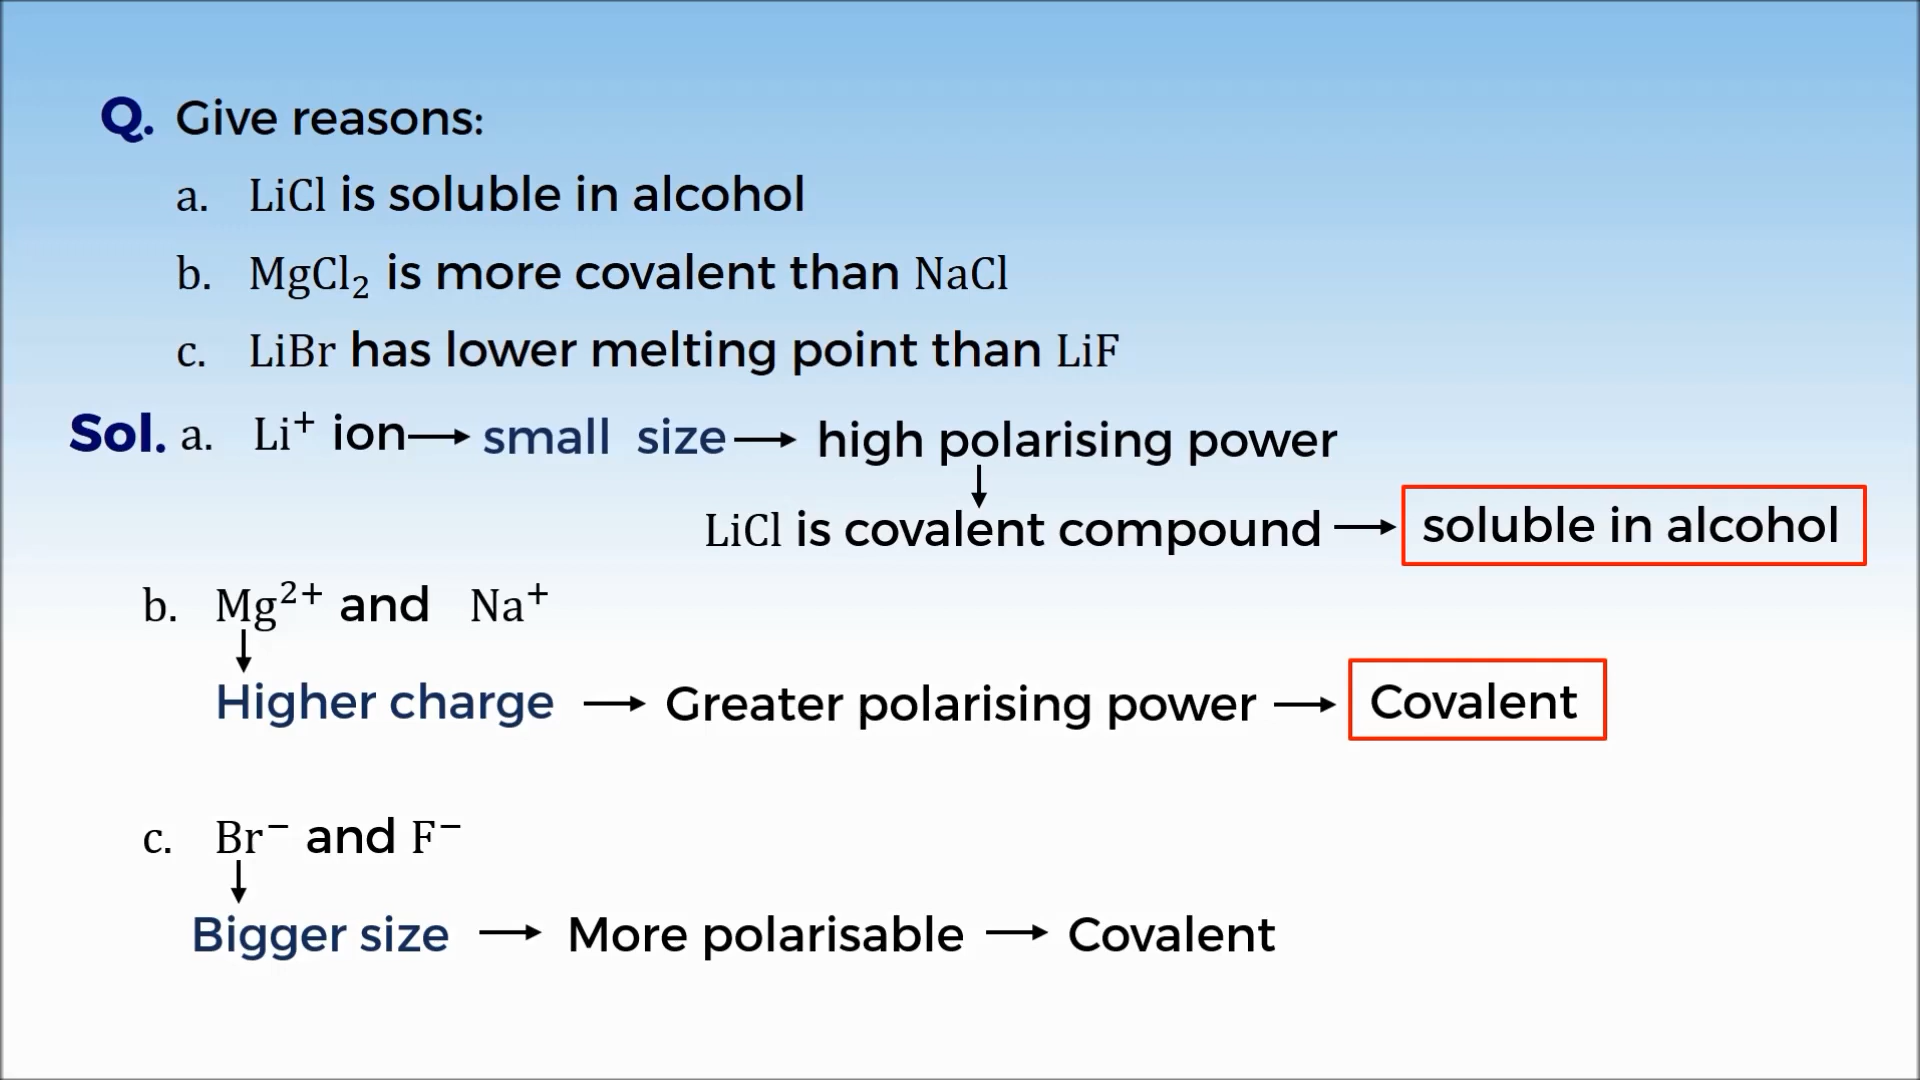 Q. Give reasons:
a. LiCl is soluble in alcohol
b. MgCl₂ is more covalent than NaCl
c. LiBr has lower melting point than LiF
Sol. a. Li⁺ ion → small size → high polarising power
↓
LiCl is covalent compound → soluble in alcohol
b. Mg²⁺ and Na⁺
↓
Higher charge → Greater polarising power → Covalent
c. Br⁻ and F⁻
↓
Bigger size → More polarisable → Covalent